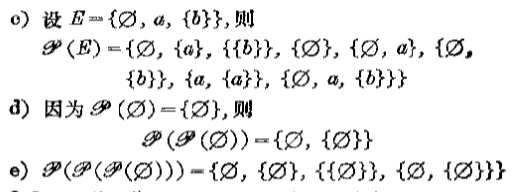 c) 设 E={∅, a, {b}},则
𝒫(E)={∅, {a}, {{b}}, {∅}, {∅, a}, {∅,
{b}}, {a, {a}}, {∅, a, {b}}}
d) 因为 𝒫(∅)={∅},则
𝒫(𝒫(∅))={∅, {∅}}
e) 𝒫(𝒫(𝒫(∅)))={∅, {∅}, {{∅}}, {∅, {∅}}}